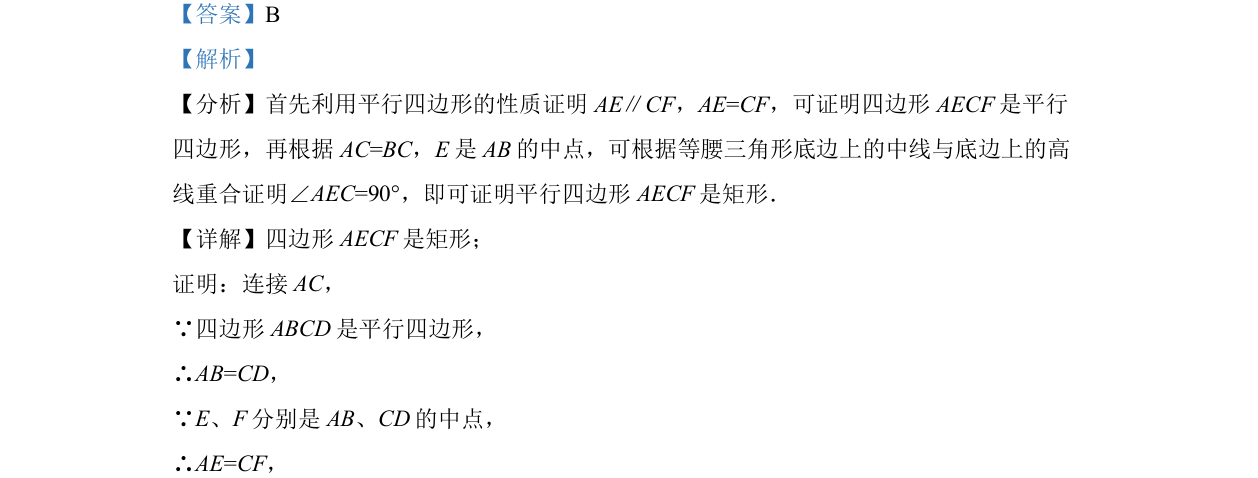 【答案】B
【解析】
【分析】首先利用平行四边形的性质证明 AE∥CF，AE=CF，可证明四边形 AECF 是平行
四边形，再根据 AC=BC，E 是 AB 的中点，可根据等腰三角形底边上的中线与底边上的高
线重合证明∠AEC=90°，即可证明平行四边形 AECF 是矩形．
【详解】四边形 AECF 是矩形；
证明：连接 AC，
∵四边形 ABCD 是平行四边形，
∴AB=CD，
∵E、F 分别是 AB、CD 的中点，
∴AE=CF，